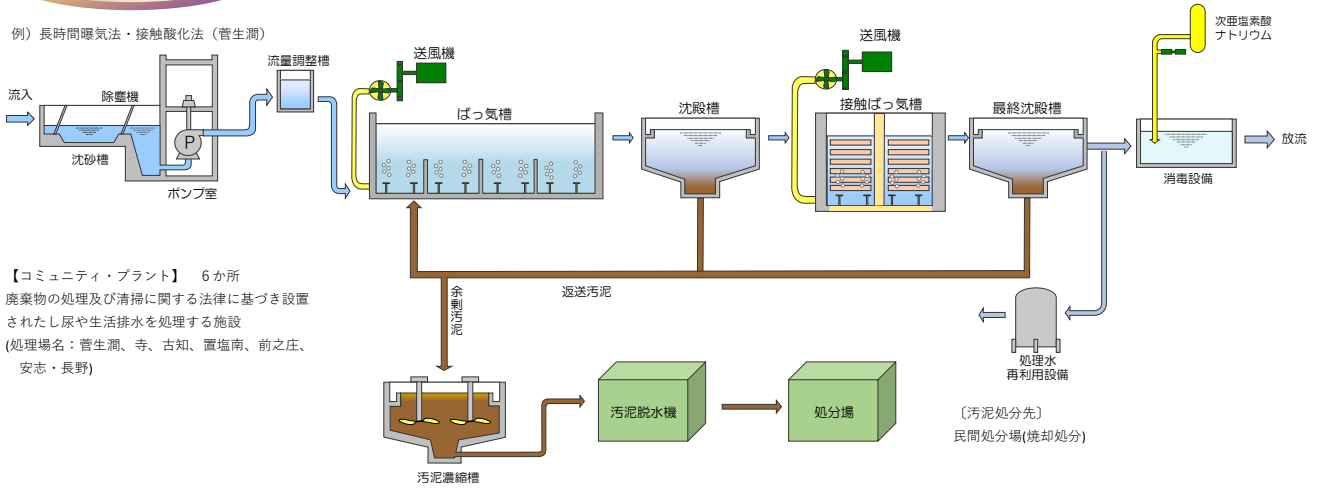 例）長時間曝気法・接触酸化法（菅生澗）
流入
除塵機
沈砂槽
P
ポンプ室
流量調整槽
送風機
ばっ気槽
沈殿槽
送風機
接触ばっ気槽
最終沈殿槽
次亜塩素酸
ナトリウム
消毒設備
放流
【コミュニティ・プラント】　6か所
廃棄物の処理及び清掃に関する法律に基づき設置
されたし尿や生活排水を処理する施設
(処理場名：菅生澗、寺、古知、置塩南、前之庄、
安志・長野)
返送汚泥
余剰汚泥
処理水
再利用設備
汚泥濃縮槽
汚泥脱水機
処分場
〔汚泥処分先〕
民間処分場(焼却処分)